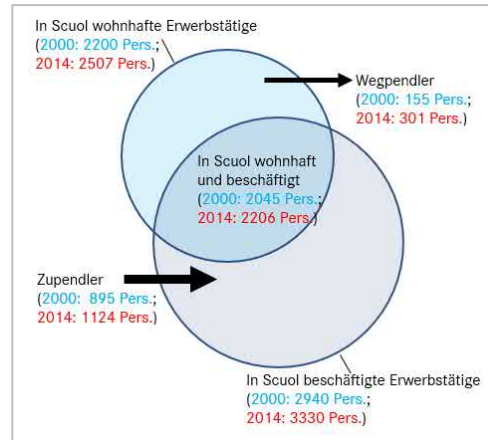 In Scuol wohnhafte Erwerbstätige
(2000: 2200 Pers.;
2014: 2507 Pers.)
Wegpendler
(2000: 155 Pers.;
2014: 301 Pers.)
In Scuol wohnhaft
und beschäftigt
(2000: 2045 Pers.;
2014: 2206 Pers.)
Zupendler
(2000: 895 Pers.;
2014: 1124 Pers.)
In Scuol beschäftigte Erwerbstätige
(2000: 2940 Pers.;
2014: 3330 Pers.)